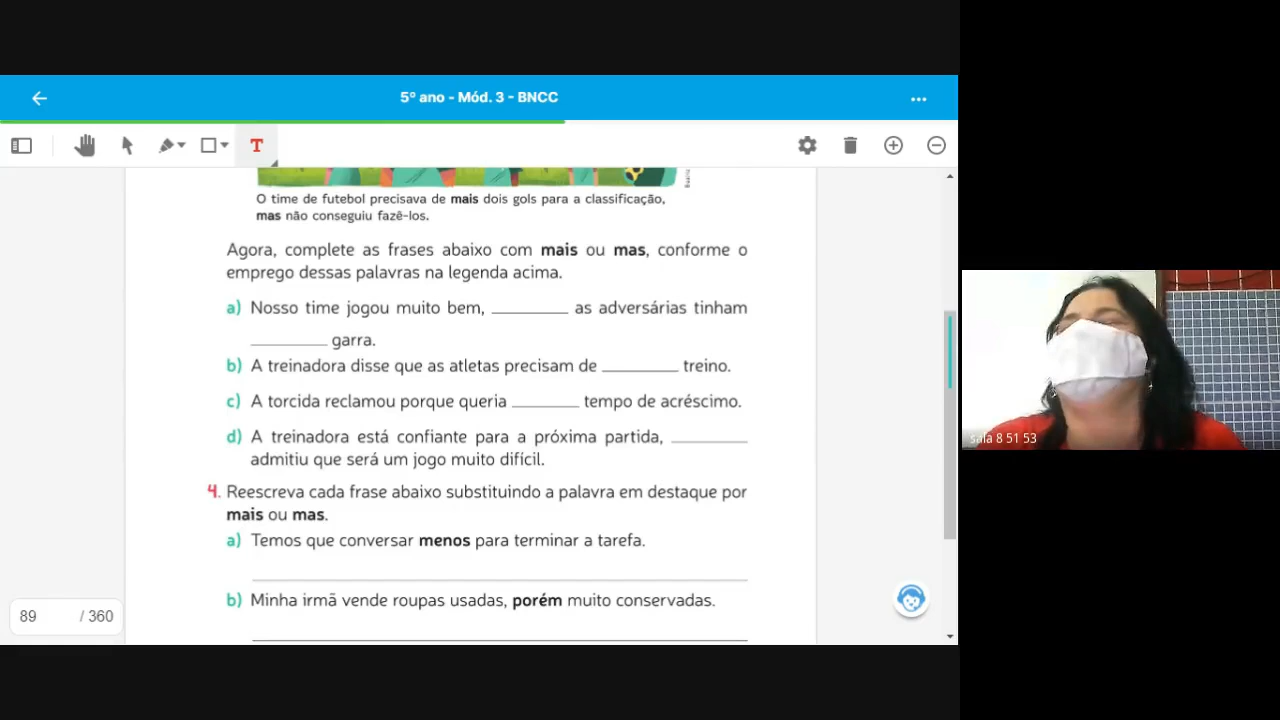 5º ano - Mód. 3 - BNCC
T
O time de futebol precisava de mais dois gols para a classificação,
mas não conseguiu fazê-los.
Agora, complete as frases abaixo com mais ou mas, conforme o
emprego dessas palavras na legenda acima.
a) Nosso time jogou muito bem, ________ as adversárias tinham
________ garra.
b) A treinadora disse que as atletas precisam de ________ treino.
c) A torcida reclamou porque queria ________ tempo de acréscimo.
d) A treinadora está confiante para a próxima partida, ________
admitiu que será um jogo muito difícil.
4. Reescreva cada frase abaixo substituindo a palavra em destaque por
mais ou mas.
a) Temos que conversar menos para terminar a tarefa.
b) Minha irmã vende roupas usadas, porém muito conservadas.
89 / 360
sala 8 51 53